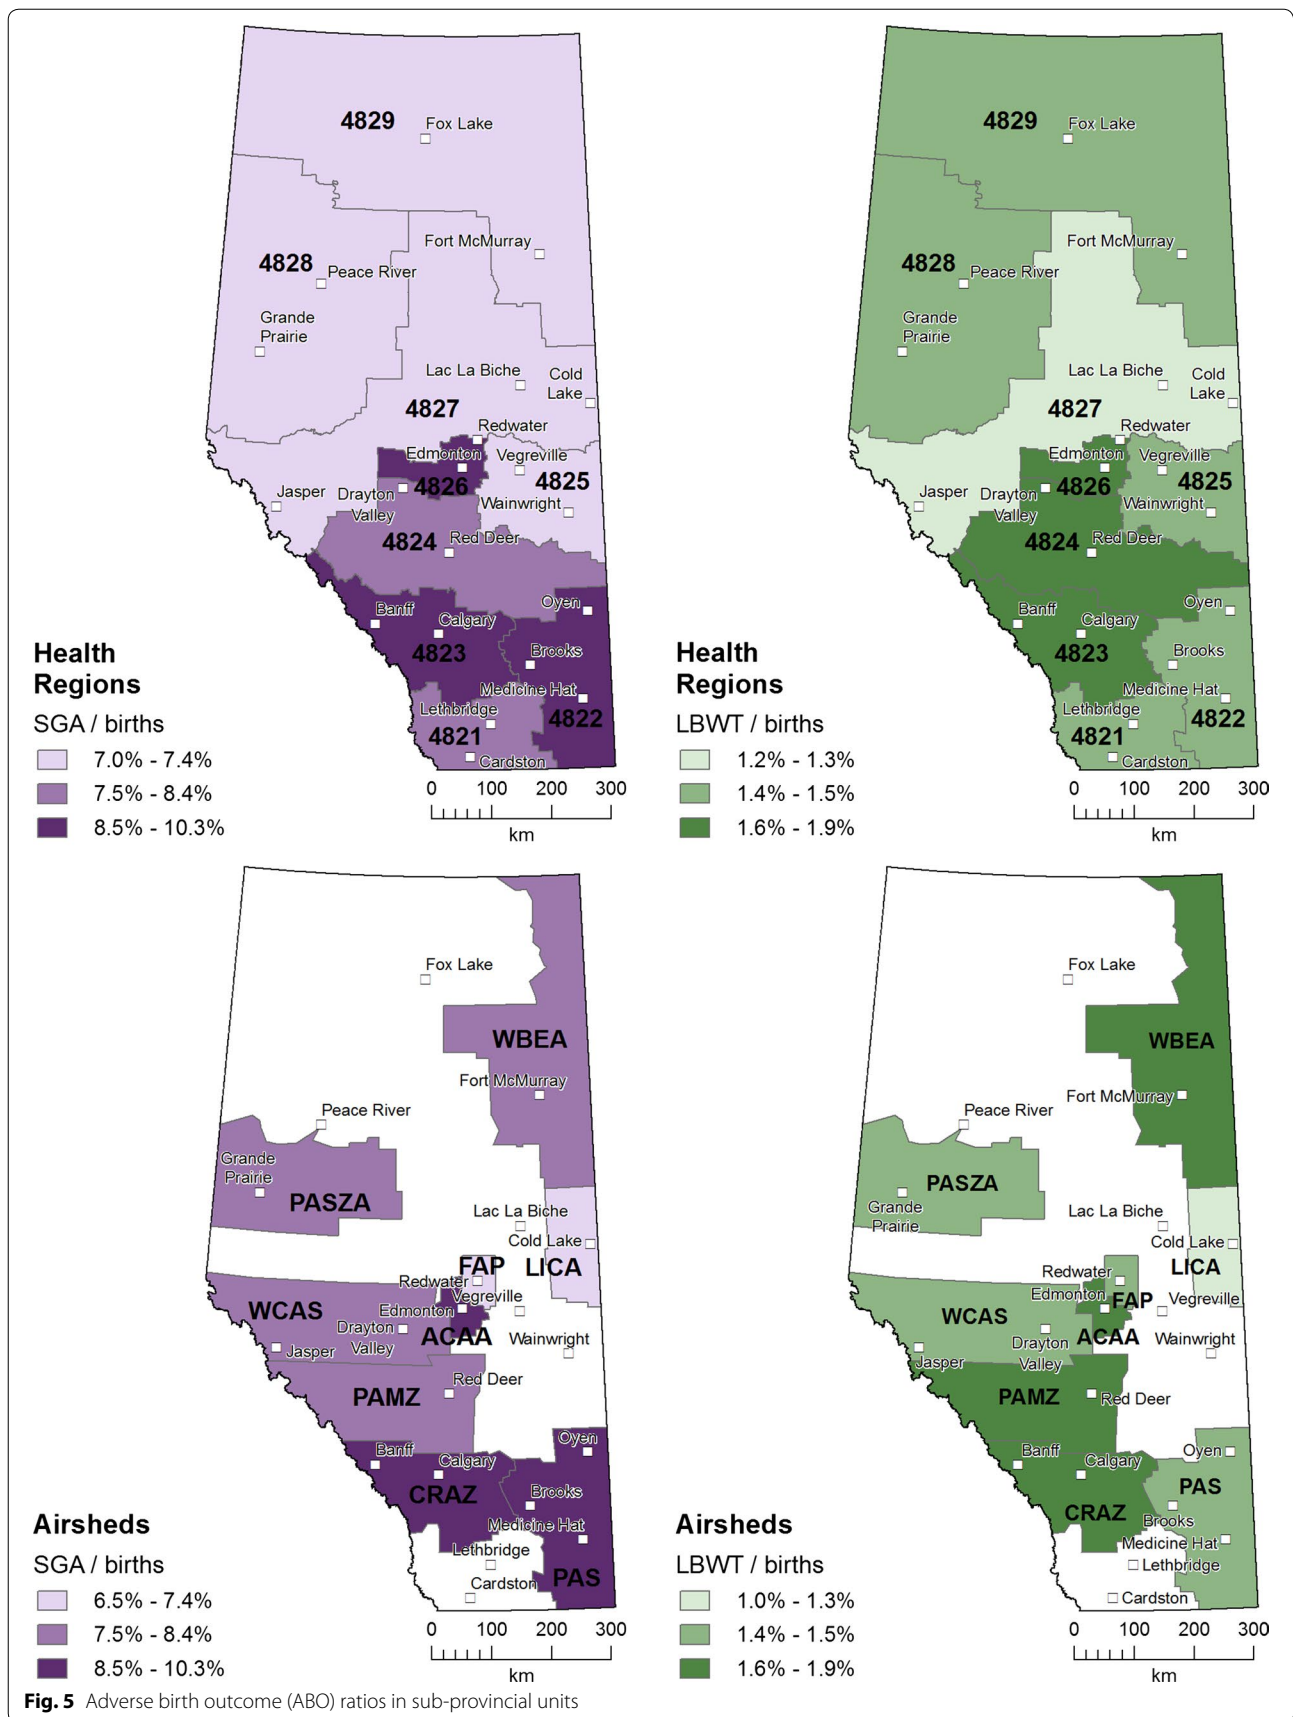 4829
Fox Lake
Fort McMurray
4828
Peace River
Grande
Prairie
Lac La Biche
Cold
Lake
4827
Redwater
Edmonton
Vegreville
4826
4825
Jasper
Drayton
Valley
Wainwright
4824
Red Deer
Oyen
Banff
Calgary
4823
Brooks
Medicine Hat
Lethbridge
4822
4821
Cardston
Health
Regions
SGA / births
7.0% - 7.4%
7.5% - 8.4%
8.5% - 10.3%
0 100 200 300
km
4829
Fox Lake
Fort McMurray
4828
Peace River
Grande
Prairie
Lac La Biche
Cold
Lake
4827
Redwater
Edmonton
Vegreville
4826
4825
Jasper
Drayton
Valley
Wainwright
4824
Red Deer
Oyen
Banff
Calgary
4823
Brooks
Medicine Hat
Lethbridge
4822
4821
Cardston
Health
Regions
LBWT / births
1.2% - 1.3%
1.4% - 1.5%
1.6% - 1.9%
0 100 200 300
km
Fox Lake
WBEA
Fort McMurray
Peace River
Grande
Prairie
PASZA
Lac La Biche
Cold Lake
FAP
LICA
Redwater
Vegreville
WCAS
Edmonton
Drayton
Valley
ACAA
Wainwright
Jasper
Red Deer
PAMZ
Oyen
Banff
Calgary
CRAZ
Brooks
Medicine Hat
Lethbridge
PAS
Cardston
Airsheds
SGA / births
6.5% - 7.4%
7.5% - 8.4%
8.5% - 10.3%
0 100 200 300
km
Fox Lake
WBEA
Fort McMurray
Peace River
PASZA
Grande
Prairie
Lac La Biche
Cold Lake
LICA
Redwater
Edmonton
FAP
Vegreville
WCAS
Drayton
Valley
ACAA
Wainwright
Jasper
PAMZ
Red Deer
Banff
Calgary
Oyen
PAS
CRAZ
Brooks
Medicine Hat
Lethbridge
Cardston
Airsheds
LBWT / births
1.0% - 1.3%
1.4% - 1.5%
1.6% - 1.9%
0 100 200 300
km
Fig. 5 Adverse birth outcome (ABO) ratios in sub-provincial units